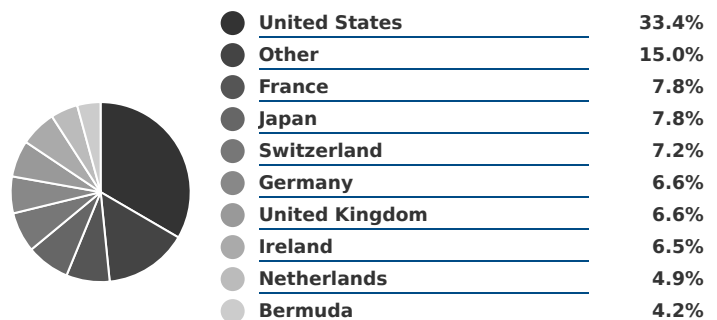 United States 33.4%
Other 15.0%
France 7.8%
Japan 7.8%
Switzerland 7.2%
Germany 6.6%
United Kingdom 6.6%
Ireland 6.5%
Netherlands 4.9%
Bermuda 4.2%